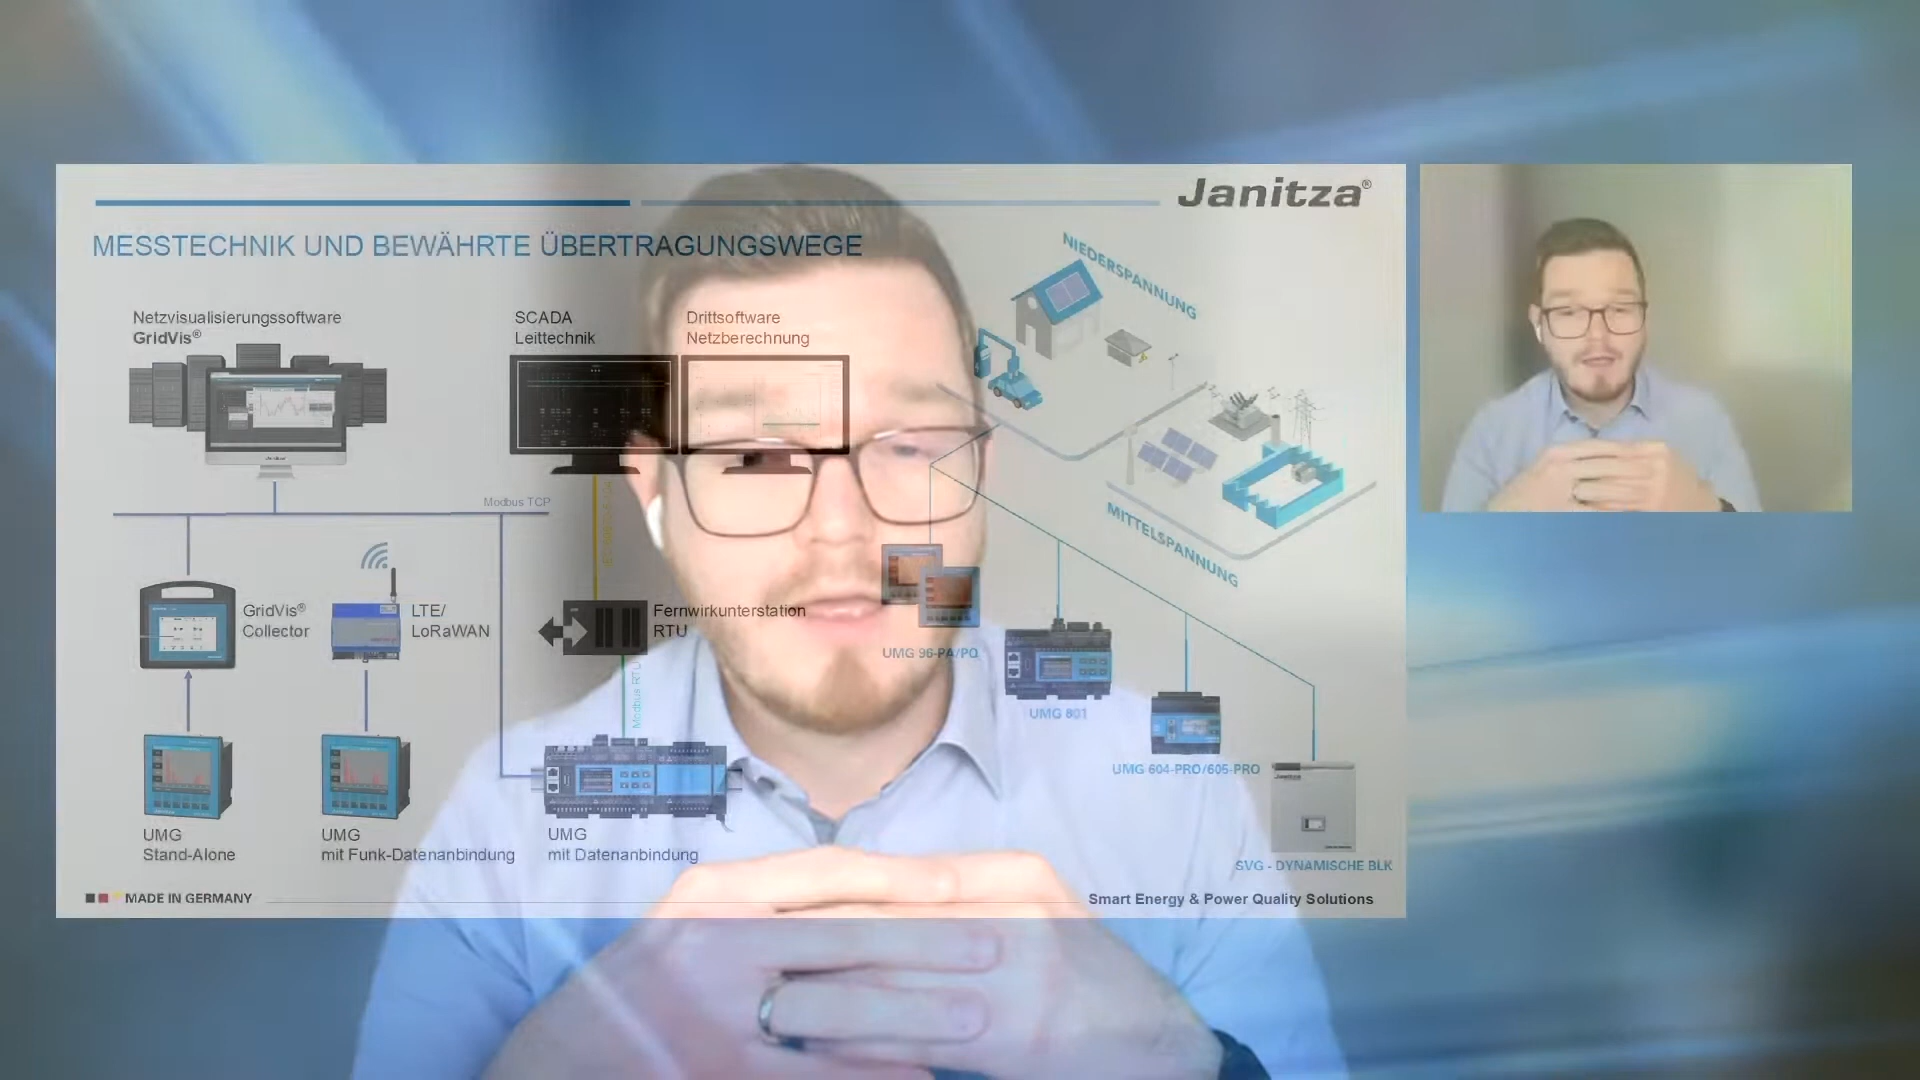 Janitza®
MESSTECHNIK UND BEWÄHRTE ÜBERTRAGUNGSWEGE
NIEDERSPANNUNG
Netzvisualisierungssoftware
GridVis®
SCADA
Leittechnik
Drittsoftware
Netzberechnung
Modbus TCP
MITTELSPANNUNG
GridVis®
Collector
LTE/
LoRaWAN
Fernwirkunterstation
RTU
Modbus RTU
UMG 96-PA/PQ
UMG 801
UMG 604-PRO/605-PRO
UMG
Stand-Alone
UMG
mit Funk-Datenanbindung
UMG
mit Datenanbindung
SVG - DYNAMISCHE BLK
MADE IN GERMANY
Smart Energy & Power Quality Solutions